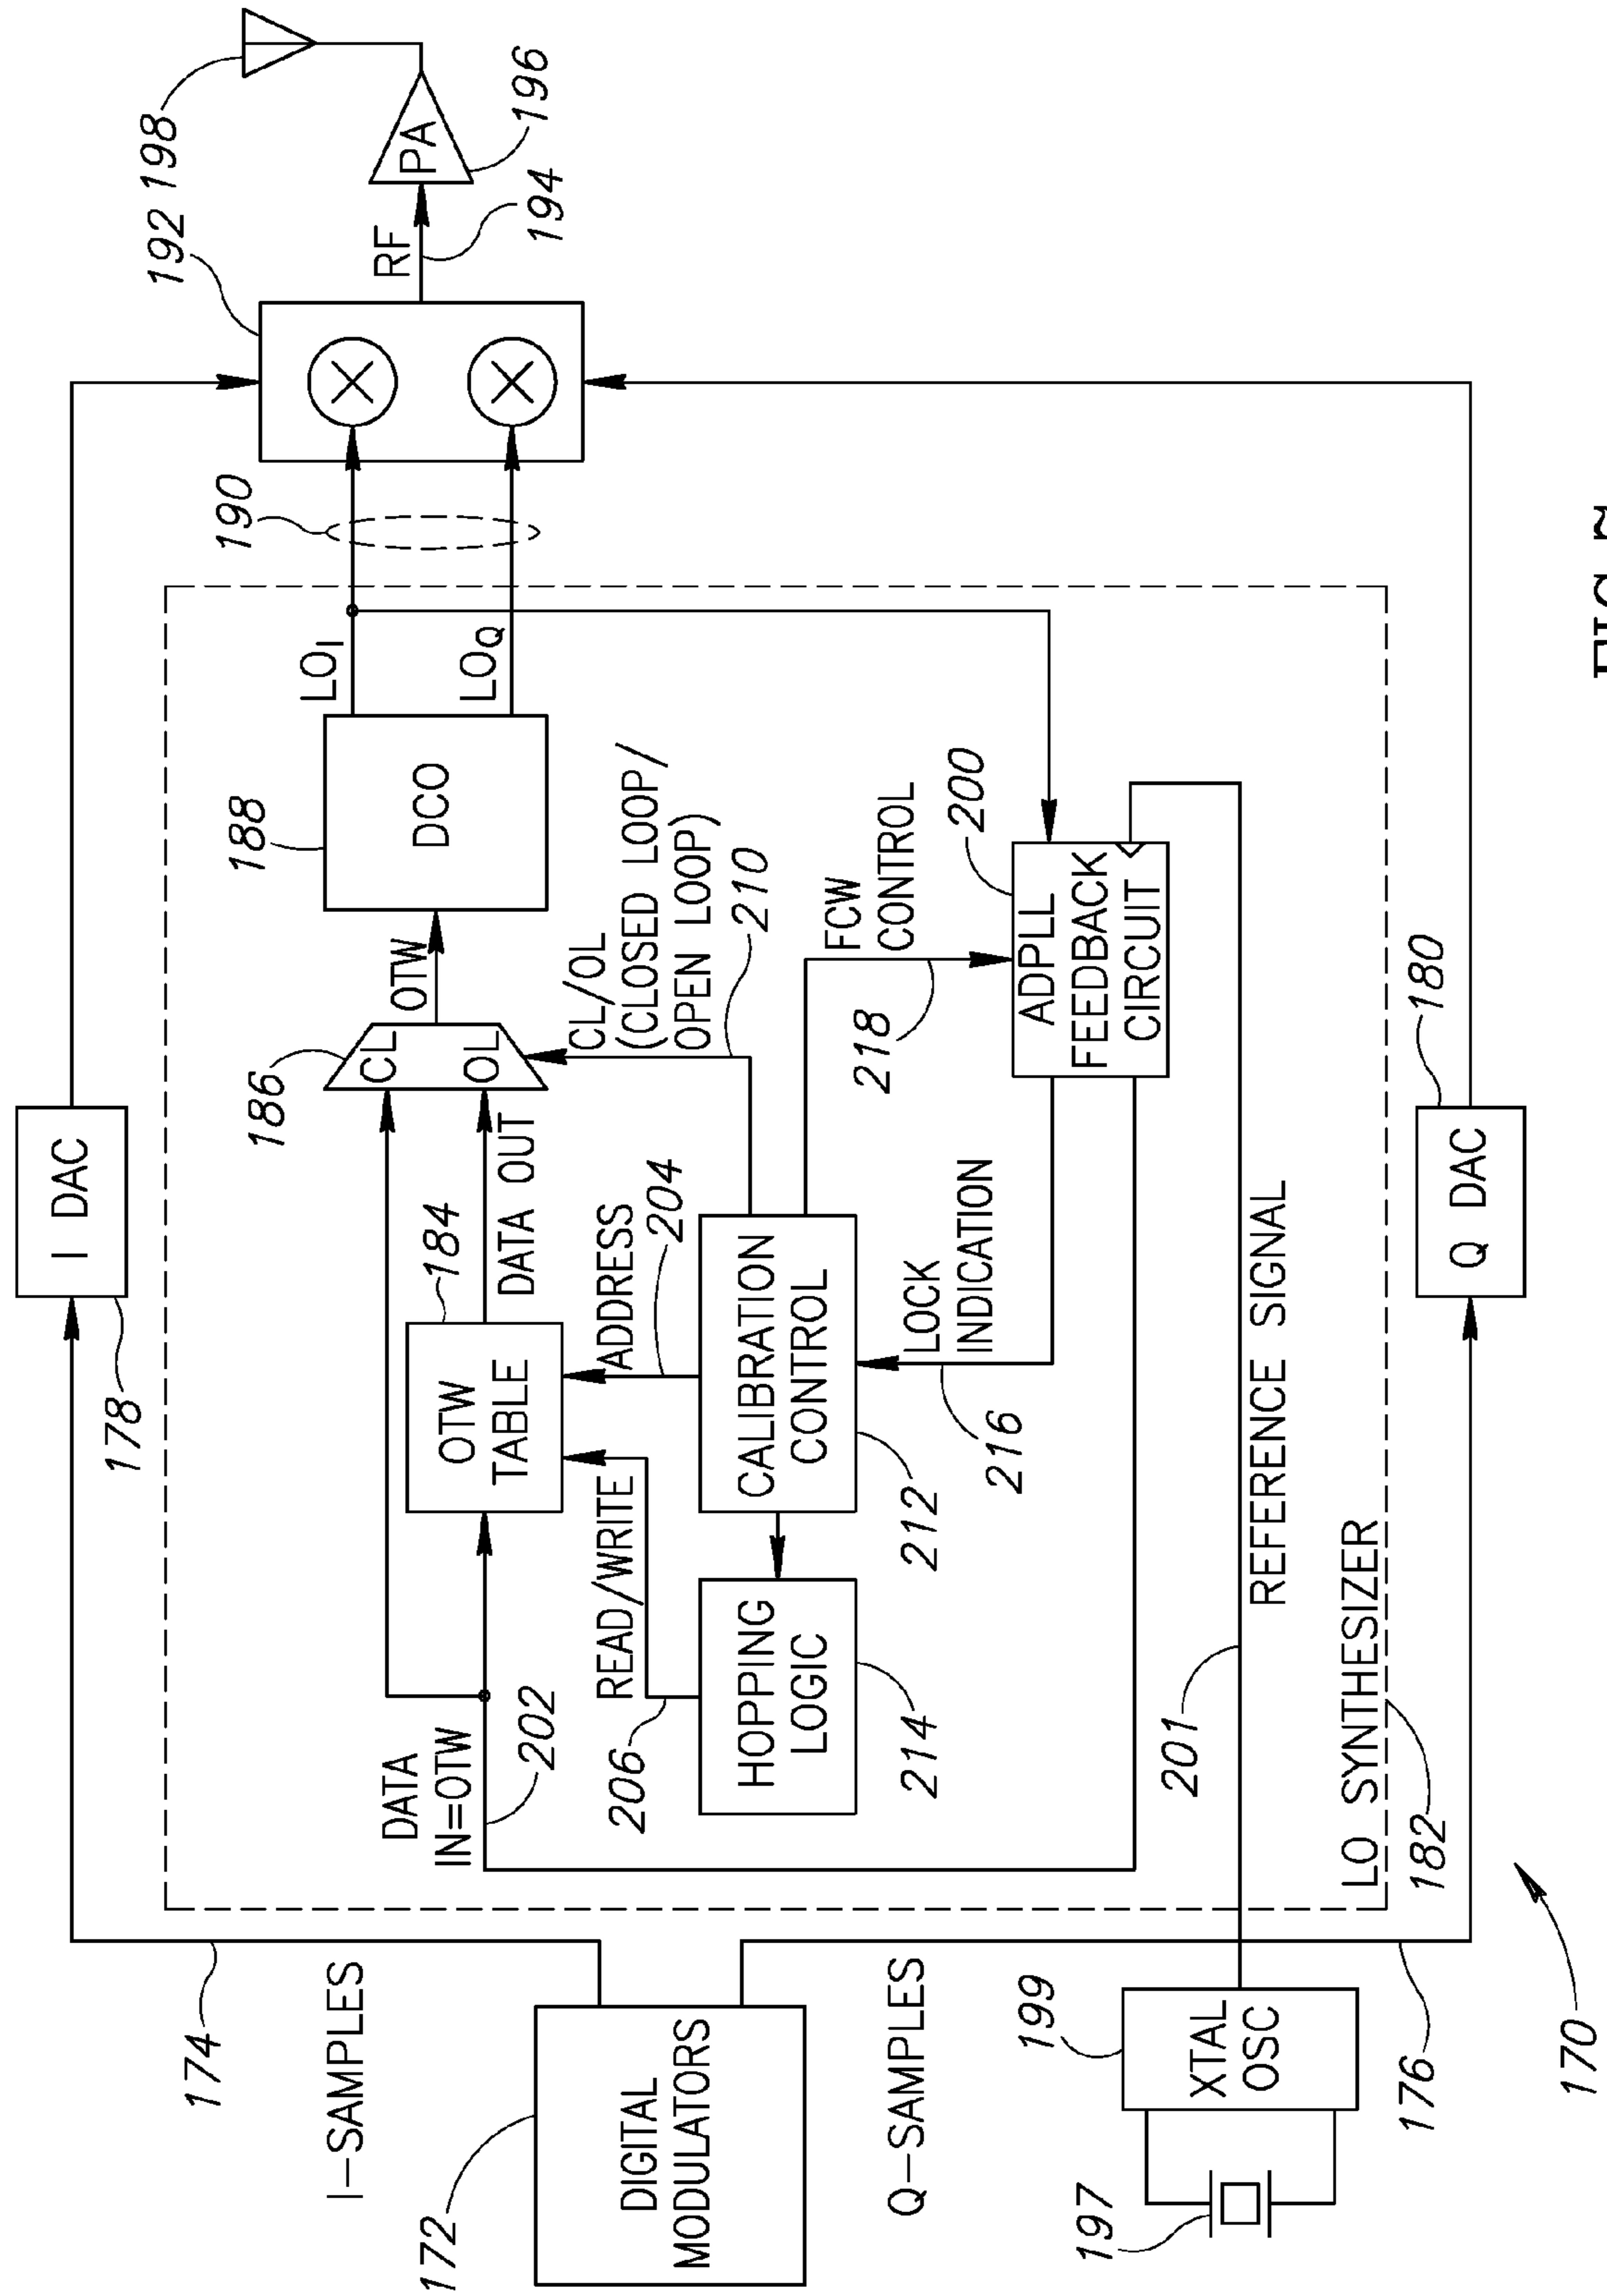 I DAC
178
174
I–SAMPLES
172
DIGITAL
MODULATORS
Q–SAMPLES
197
199
XTAL
OSC
176
170
LO SYNTHESIZER
182
201
REFERENCE SIGNAL
DATA
IN=OTW
202
184
OTW
TABLE
DATA OUT
READ/WRITE
206
ADDRESS
204
HOPPING
LOGIC
214
CALIBRATION
CONTROL
212
LOCK
INDICATION
216
186
CL
OL
OTW
CL/OL
(CLOSED LOOP/
OPEN LOOP)
210
188
DCO
LOI
LOQ
190
FCW
CONTROL
218
ADPLL
FEEDBACK
CIRCUIT
200
Q DAC
180
192
RF
194
PA
196
198